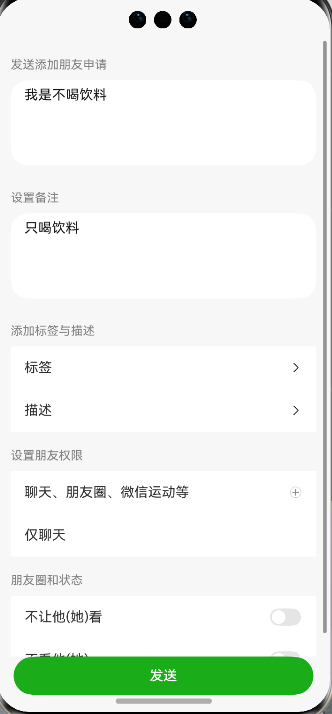 发送添加朋友申请
我是不喝饮料
设置备注
只喝饮料
添加标签与描述
标签
描述
设置朋友权限
聊天、朋友圈、微信运动等
仅聊天
朋友圈和状态
不让他(她)看
发送